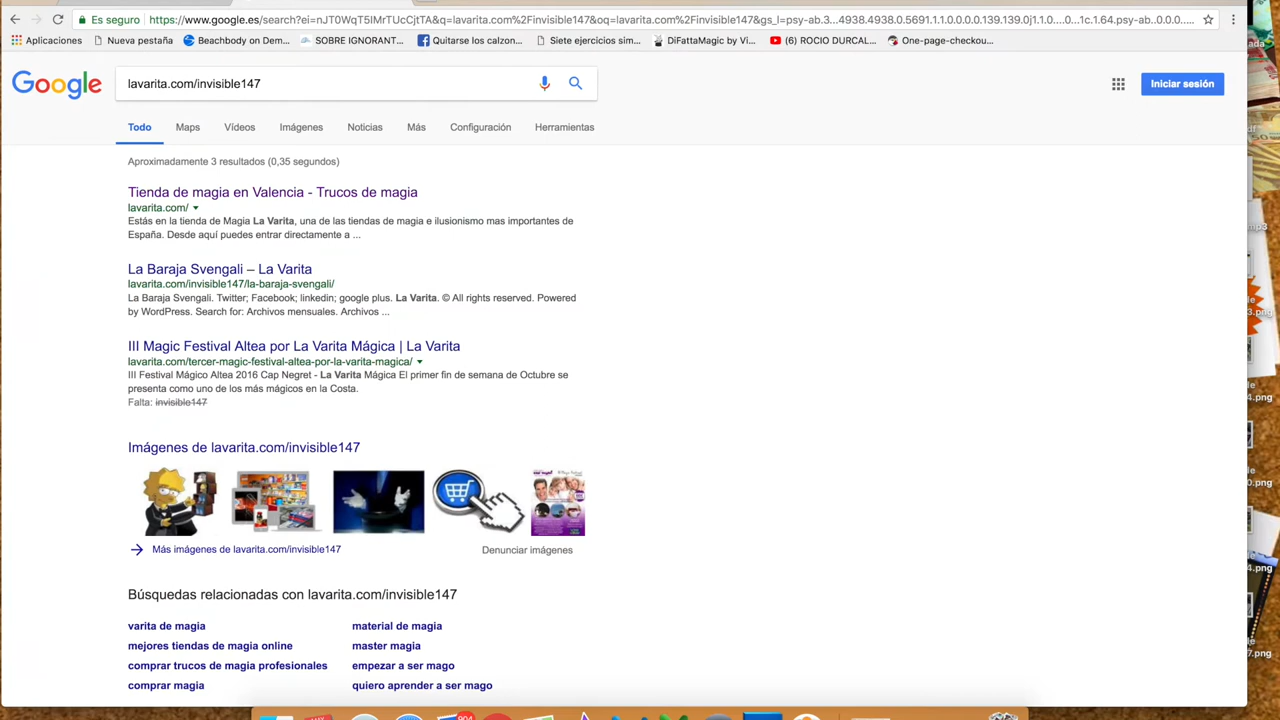 Es seguro https://www.google.es/search?ei=nJT0WqT5IMrTUcCjtTA&q=lavarita.com%2Finvisible147&oq=lavarita.com%2Finvisible147&gs_l=psy-ab.3...4938.4938.0.5691.1.1.0.0.0.0.139.139.0j1.1.0....0...1c.1.64.psy-ab..0.0.0....
Aplicaciones Nueva pestaña Beachbody on Dem... SOBRE IGNORANT... Quitarse los calzon... Siete ejercicios sim... DiFattaMagic by Vi... (6) ROCIO DURCAL... One-page-checkou...
Google lavarita.com/invisible147 Iniciar sesión
Todo Maps Vídeos Imágenes Noticias Más Configuración Herramientas
Aproximadamente 3 resultados (0,35 segundos)
Tienda de magia en Valencia - Trucos de magia
lavarita.com/
Estás en la tienda de Magia La Varita, una de las tiendas de magia e ilusionismo mas importantes de
España. Desde aquí puedes entrar directamente a ...
La Baraja Svengali – La Varita
lavarita.com/invisible147/la-baraja-svengali/
La Baraja Svengali. Twitter; Facebook; linkedin; google plus. La Varita. © All rights reserved. Powered
by WordPress. Search for: Archivos mensuales. Archivos ...
III Magic Festival Altea por La Varita Mágica | La Varita
lavarita.com/tercer-magic-festival-altea-por-la-varita-magica/
III Festival Mágico Altea 2016 Cap Negret - La Varita Mágica El primer fin de semana de Octubre se
presenta como uno de los más mágicos en la Costa.
Falta: invisible147
Imágenes de lavarita.com/invisible147
Más imágenes de lavarita.com/invisible147 Denunciar imágenes
Búsquedas relacionadas con lavarita.com/invisible147
varita de magia material de magia
mejores tiendas de magia online master magia
comprar trucos de magia profesionales empezar a ser mago
comprar magia quiero aprender a ser mago
904